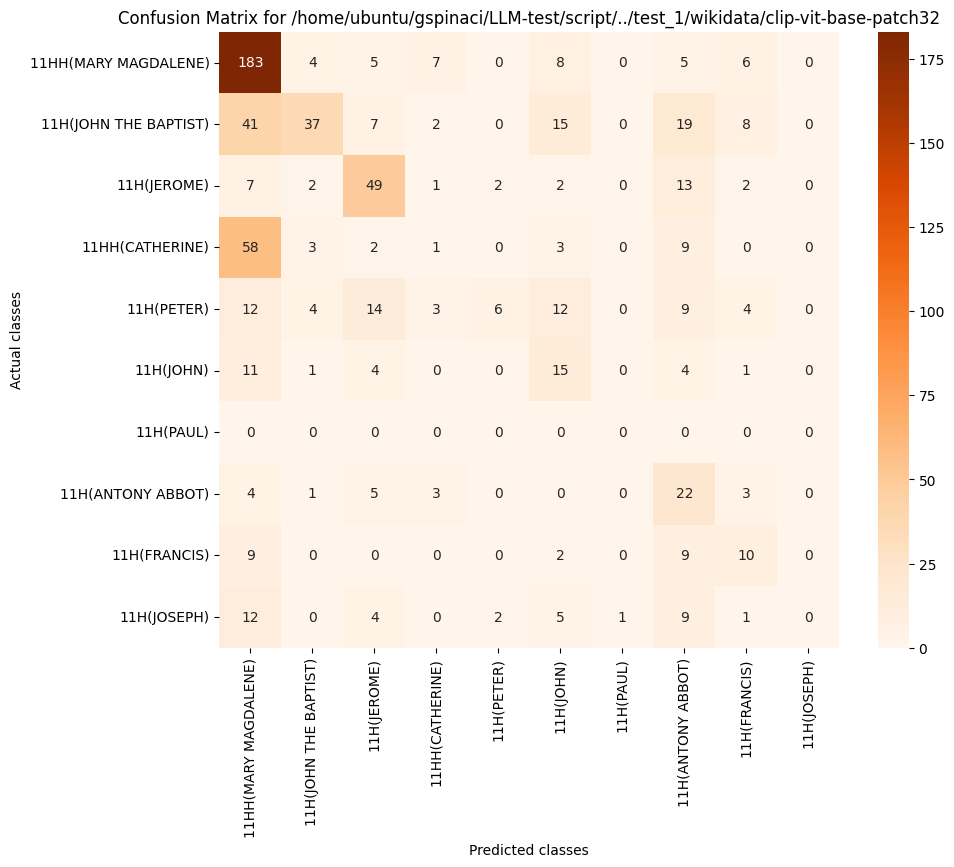 Confusion Matrix for /home/ubuntu/gspinaci/LLM-test/script/../test_1/wikidata/clip-vit-base-patch32
Actual classes
11HH(MARY MAGDALENE) 183 4 5 7 0 8 0 5 6 0
11H(JOHN THE BAPTIST) 41 37 7 2 0 15 0 19 8 0
11H(JEROME) 7 2 49 1 2 2 0 13 2 0
11HH(CATHERINE) 58 3 2 1 0 3 0 9 0 0
11H(PETER) 12 4 14 3 6 12 0 9 4 0
11H(JOHN) 11 1 4 0 0 15 0 4 1 0
11H(PAUL) 0 0 0 0 0 0 0 0 0 0
11H(ANTONY ABBOT) 4 1 5 3 0 0 0 22 3 0
11H(FRANCIS) 9 0 0 0 0 2 0 9 10 0
11H(JOSEPH) 12 0 4 0 2 5 1 9 1 0
11HH(MARY MAGDALENE)
11H(JOHN THE BAPTIST)
11H(JEROME)
11HH(CATHERINE)
11H(PETER)
11H(JOHN)
11H(PAUL)
11H(ANTONY ABBOT)
11H(FRANCIS)
11H(JOSEPH)
Predicted classes
175
150
125
100
75
50
25
0